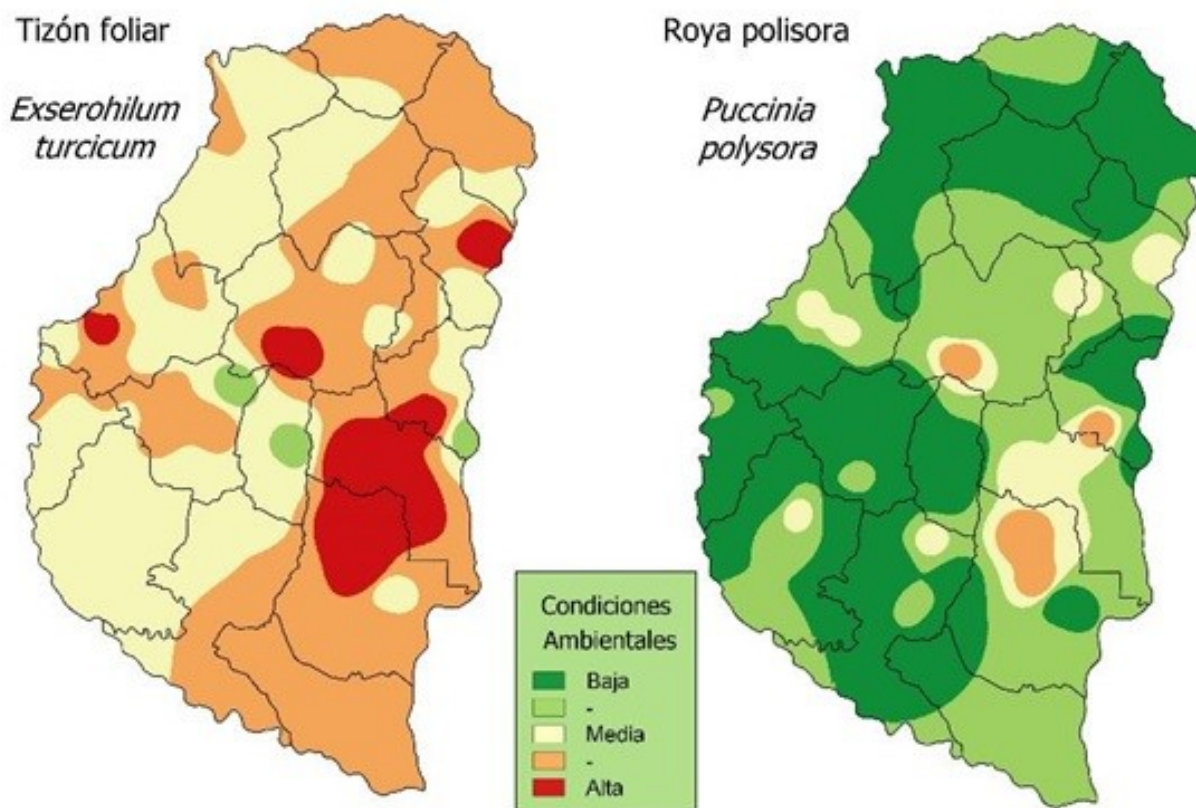 Tizón foliar
Exserohilum
turcicum
Roya polisora
Puccinia
polysora
Condiciones
Ambientales
Baja
-
Media
-
Alta